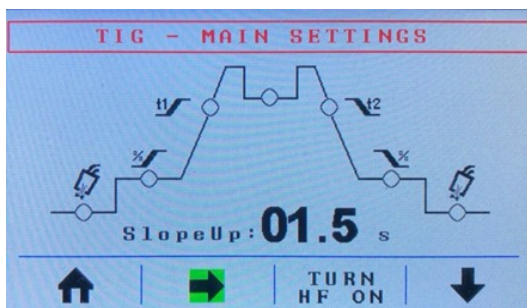 TIG - MAIN SETTINGS
t1 t2
% %
SlopeUp: 01.5 s
TURN
HF ON